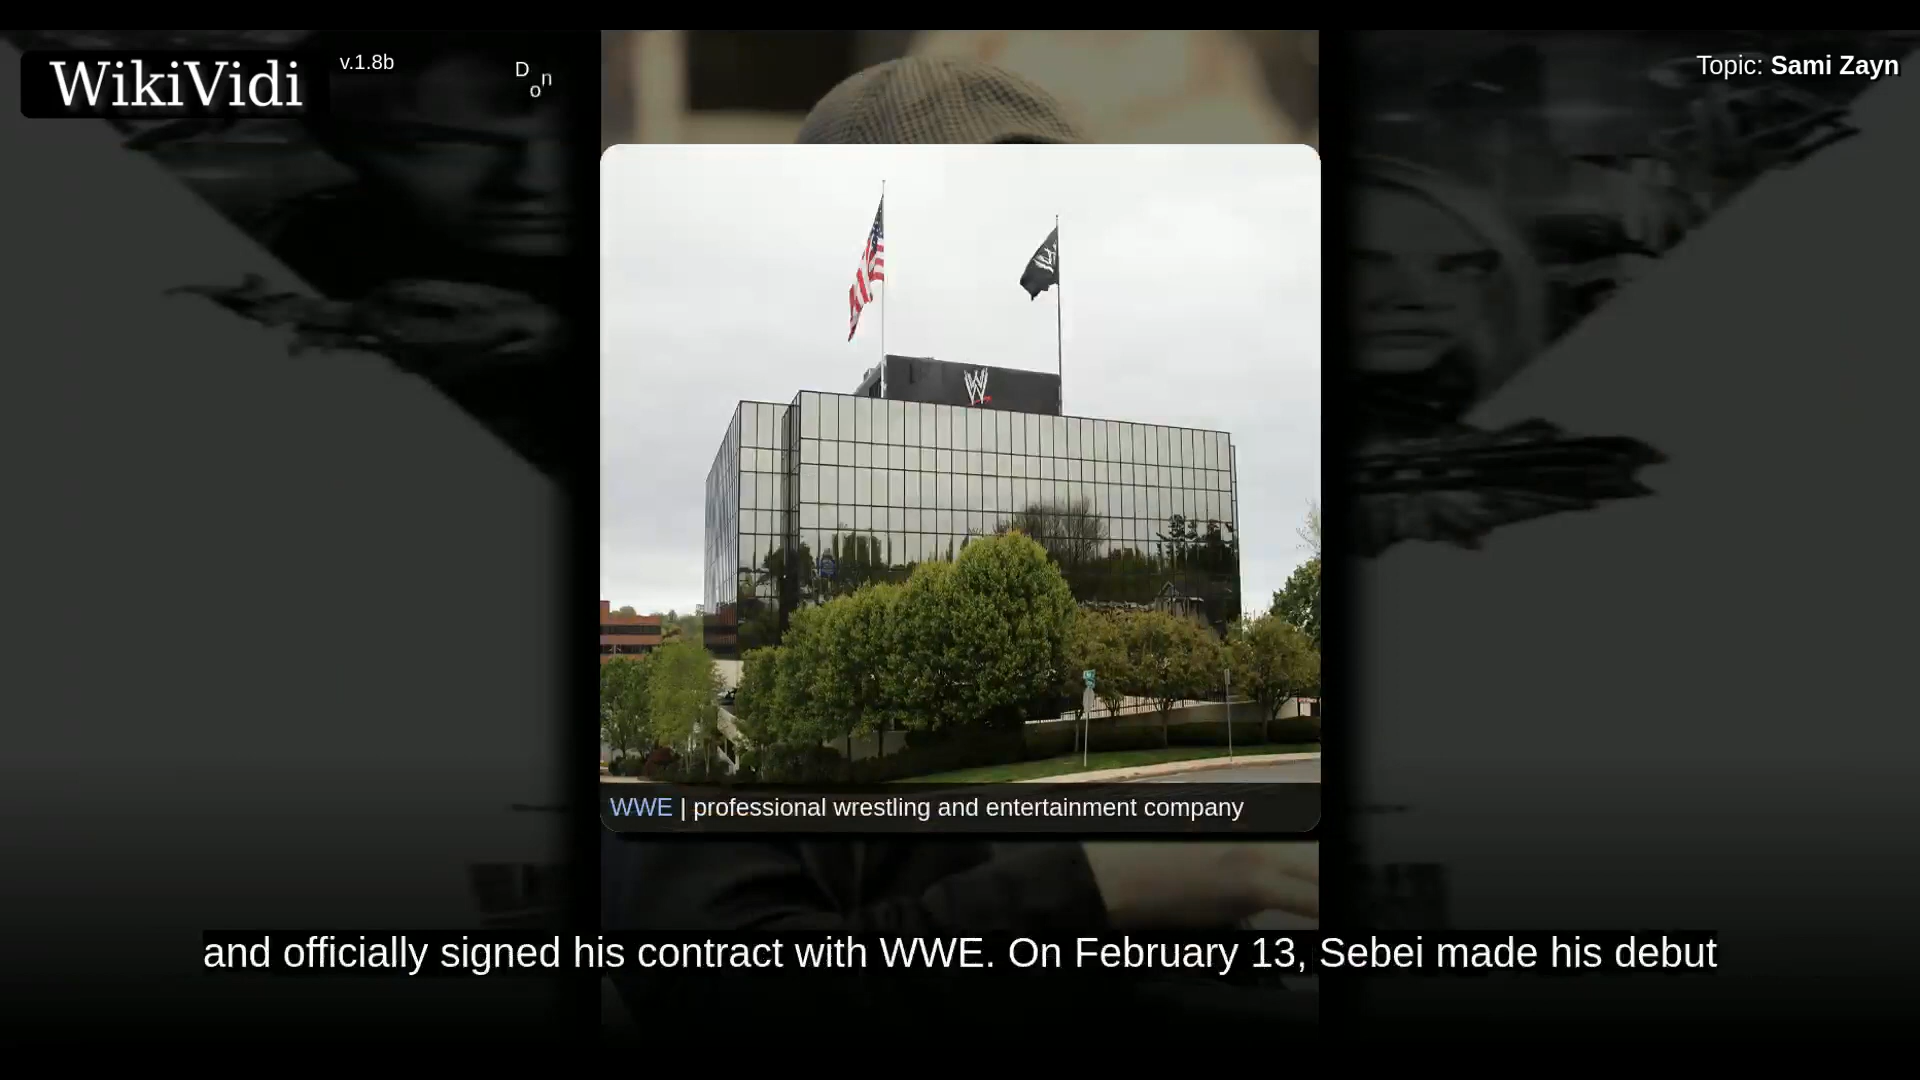 WikiVidi
v.1.8b
Don
Topic: Sami Zayn
W
WWE | professional wrestling and entertainment company
and officially signed his contract with WWE. On February 13, Sebei made his debut